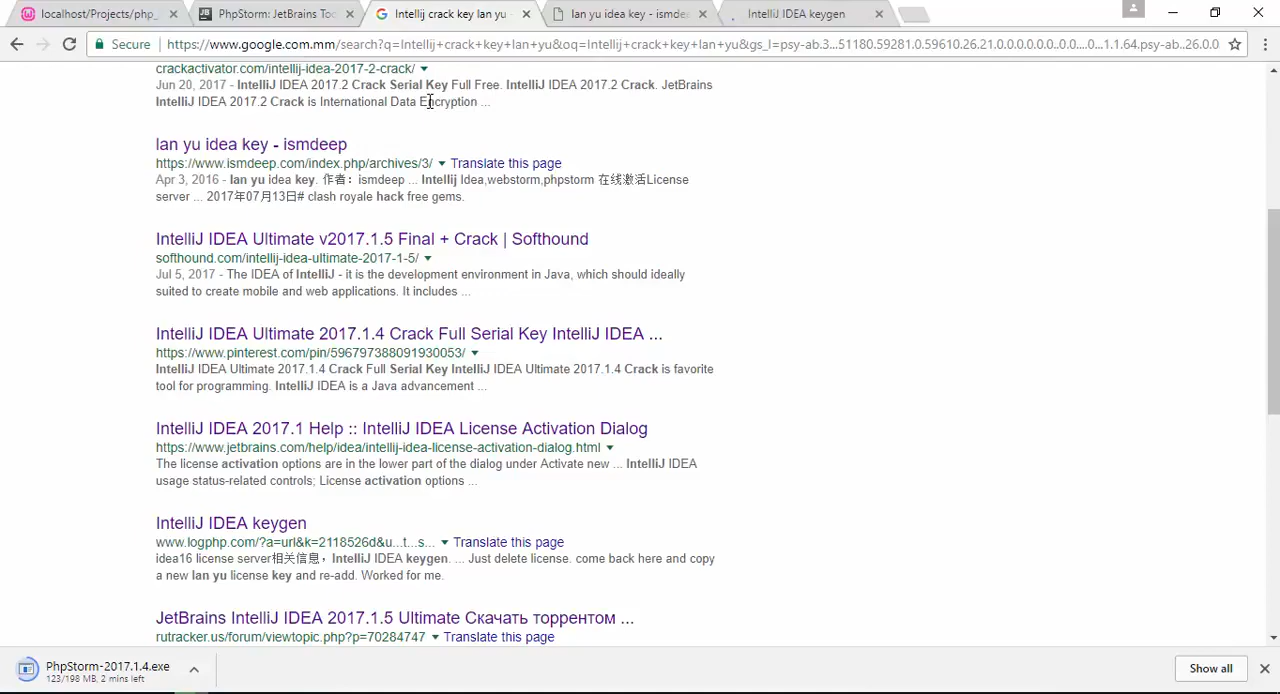 localhost/Projects/php_
PhpStorm: JetBrains Too
Intellij crack key lan yu
lan yu idea key - ismdee
IntelliJ IDEA keygen
Secure
https://www.google.com.mm/search?q=Intellij+crack+key+lan+yu&oq=Intellij+crack+key+lan+yu&gs_l=psy-ab.3...51180.59281.0.59610.26.21.0.0.0.0.0.0.0.0..0.0....0...1.1.64.psy-ab..26.0.0
crackactivator.com/intellij-idea-2017-2-crack/
Jun 20, 2017 - IntelliJ IDEA 2017.2 Crack Serial Key Full Free. IntelliJ IDEA 2017.2 Crack. JetBrains
IntelliJ IDEA 2017.2 Crack is International Data Encryption ...
lan yu idea key - ismdeep
https://www.ismdeep.com/index.php/archives/3/ Translate this page
Apr 3, 2016 - lan yu idea key. 作者：ismdeep ... Intellij Idea,webstorm,phpstorm 在线激活License
server ... 2017年07月13日# clash royale hack free gems.
IntelliJ IDEA Ultimate v2017.1.5 Final + Crack | Softhound
softhound.com/intellij-idea-ultimate-2017-1-5/
Jul 5, 2017 - The IDEA of IntelliJ - it is the development environment in Java, which should ideally
suited to create mobile and web applications. It includes ...
IntelliJ IDEA Ultimate 2017.1.4 Crack Full Serial Key IntelliJ IDEA ...
https://www.pinterest.com/pin/596797388091930053/
IntelliJ IDEA Ultimate 2017.1.4 Crack Full Serial Key IntelliJ IDEA Ultimate 2017.1.4 Crack is favorite
tool for programming. IntelliJ IDEA is a Java advancement ...
IntelliJ IDEA 2017.1 Help :: IntelliJ IDEA License Activation Dialog
https://www.jetbrains.com/help/idea/intellij-idea-license-activation-dialog.html
The license activation options are in the lower part of the dialog under Activate new ... IntelliJ IDEA
usage status-related controls; License activation options ...
IntelliJ IDEA keygen
www.logphp.com/?a=url&k=2118526d&u...t...s... Translate this page
idea16 license server相关信息，IntelliJ IDEA keygen. ... Just delete license. come back here and copy
a new lan yu license key and re-add. Worked for me.
JetBrains IntelliJ IDEA 2017.1.5 Ultimate Скачать торрентом ...
rutracker.us/forum/viewtopic.php?p=70284747 Translate this page
PhpStorm-2017.1.4.exe
123/198 MB, 2 mins left
Show all